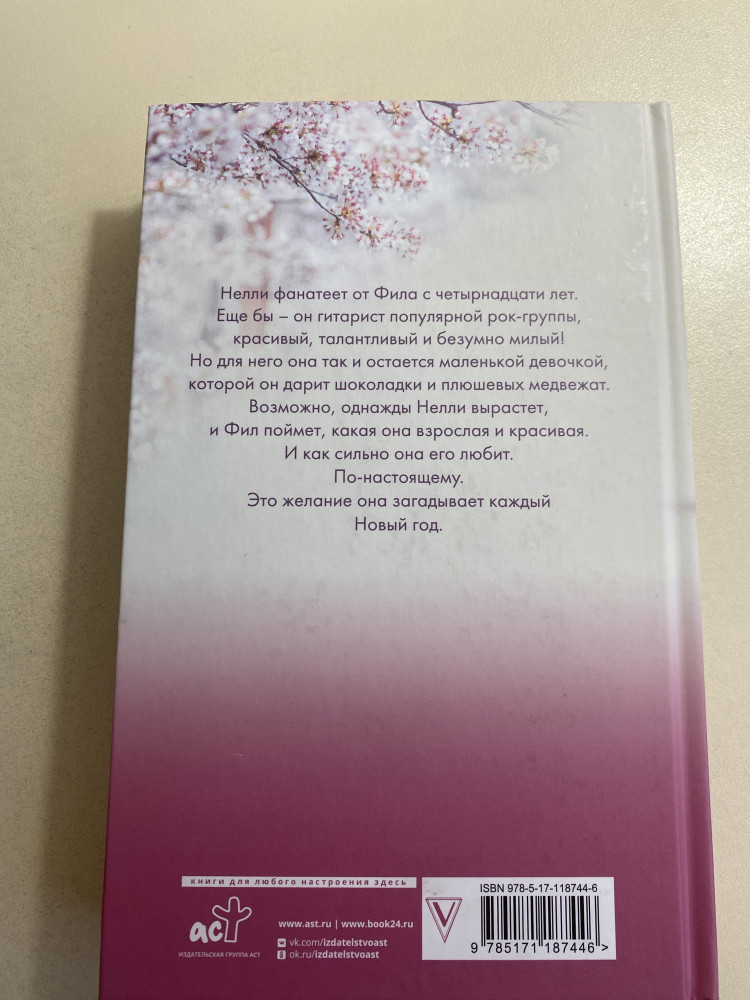 Нелли фанатеет от Фила с четырнадцати лет.
Еще бы – он гитарист популярной рок-группы,
красивый, талантливый и безумно милый!
Но для него она так и остается маленькой девочкой,
которой он дарит шоколадки и плюшевых медвежат.
Возможно, однажды Нелли вырастет,
и Фил поймет, какая она взрослая и красивая.
И как сильно она его любит.
По-настоящему.
Это желание она загадывает каждый
Новый год.
книги для любого настроения здесь
аст
ИЗДАТЕЛЬСКАЯ ГРУППА АСТ
www.ast.ru | www.book24.ru
vk.com/izdatelstvoast
ok.ru/izdatelstvoast
ISBN 978-5-17-118744-6
9 785171 187446 >